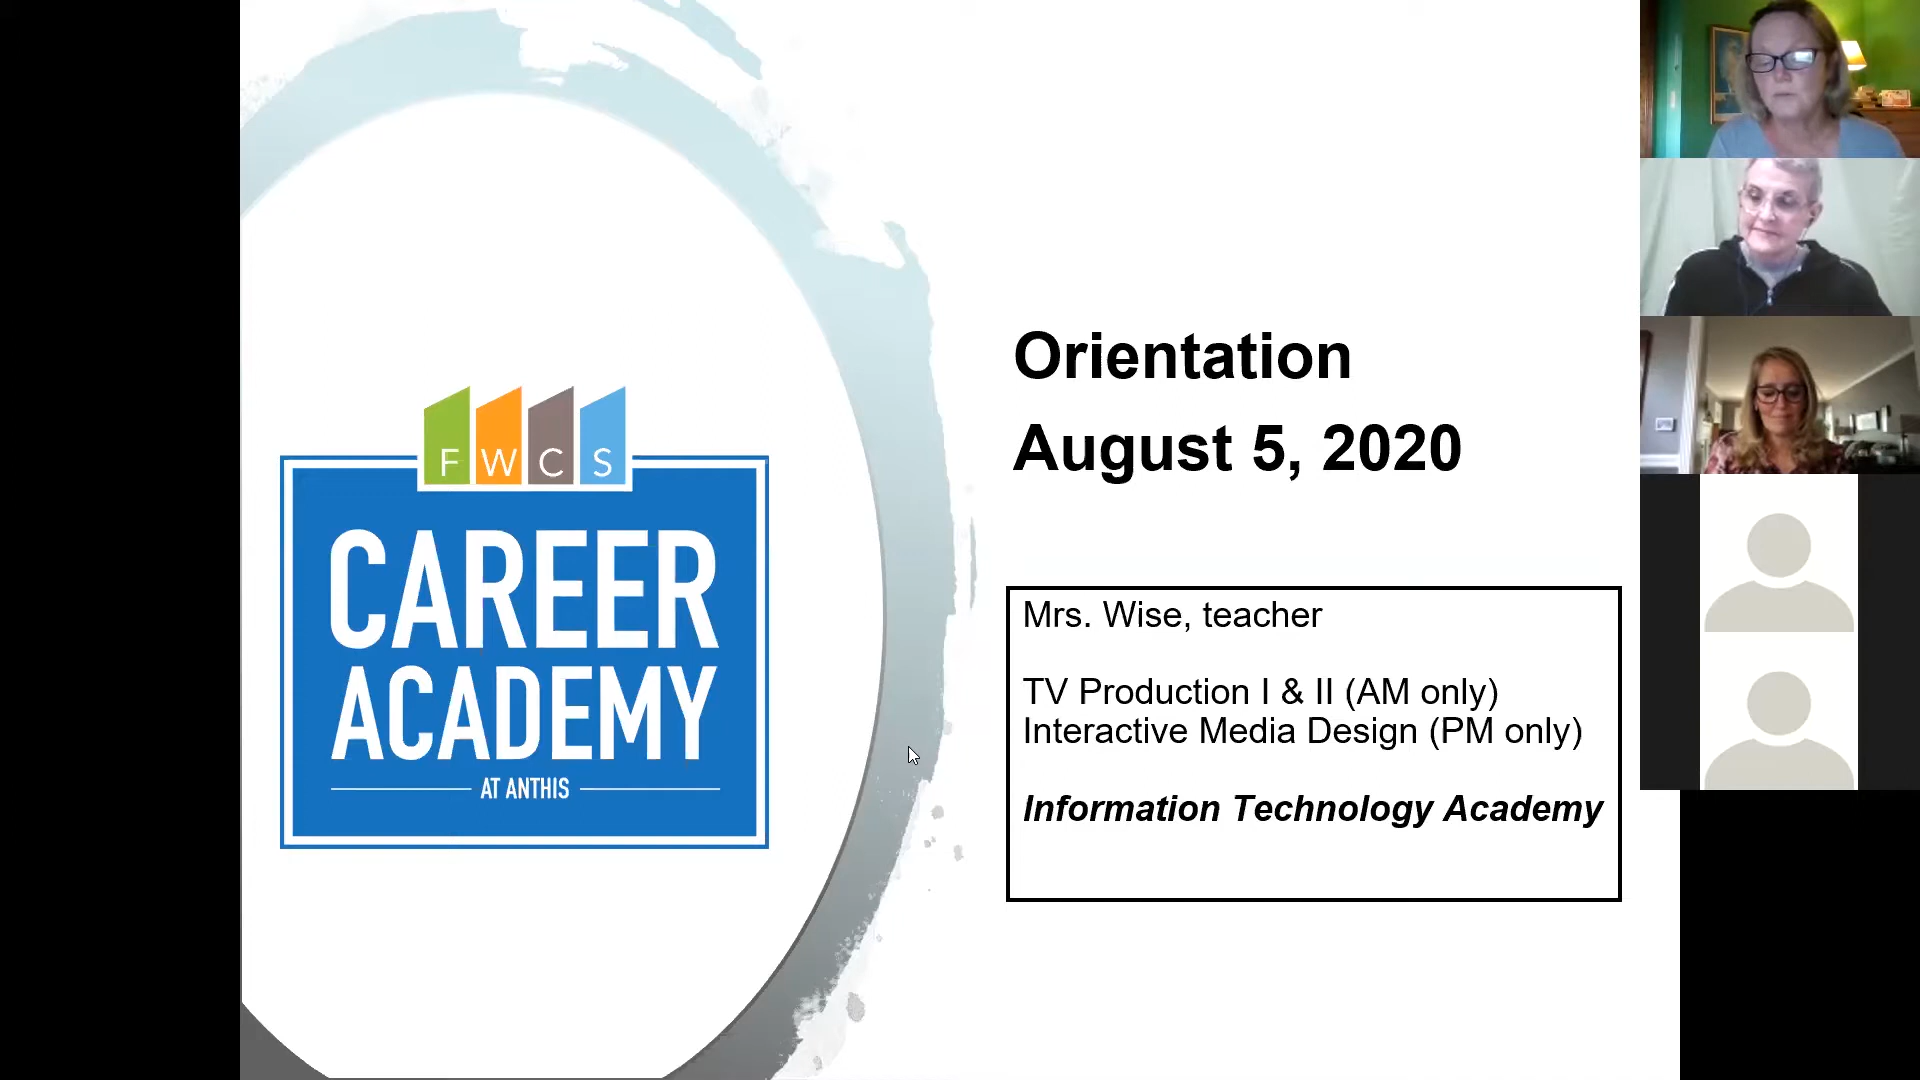 FWCS
CAREER
ACADEMY
AT ANTHIS
Orientation
August 5, 2020
Mrs. Wise, teacher
TV Production I & II (AM only)
Interactive Media Design (PM only)
Information Technology Academy